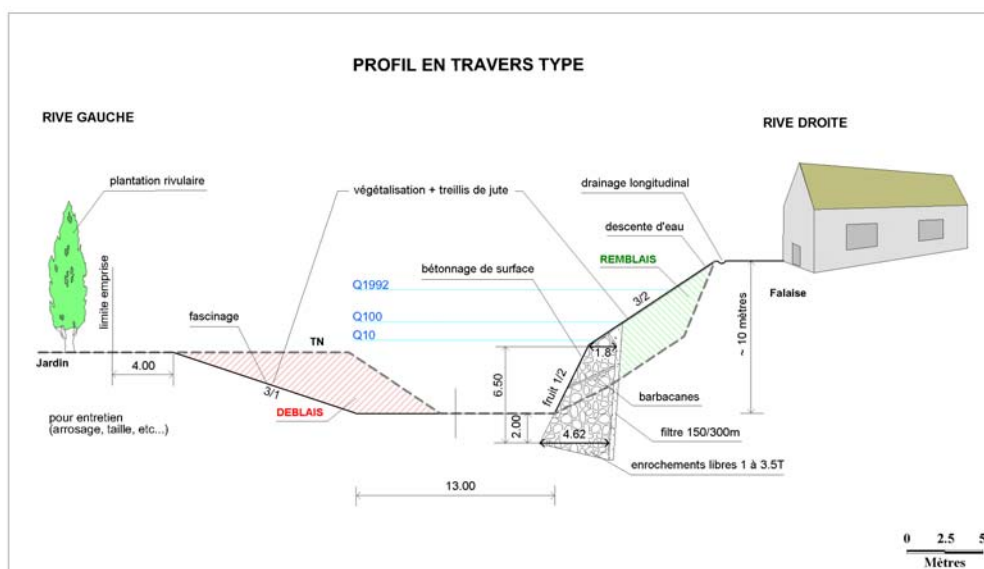 PROFIL EN TRAVERS TYPE
RIVE GAUCHE
RIVE DROITE
plantation rivulaire
végétalisation + treillis de jute
drainage longitudinal
descente d'eau
bétonnage de surface
REMBLAIS
Q1992
3/2
limite emprise
fascinage
Q100
Q10
TN
Falaise
~ 10 mètres
Jardin
4.00
3/1
DEBLAIS
6.50
fruit 1/2
1.8
barbacanes
pour entretien
(arrosage, taille, etc...)
2.00
4.62
filtre 150/300m
enrochements libres 1 à 3.5T
13.00
0 2.5 5
Mètres